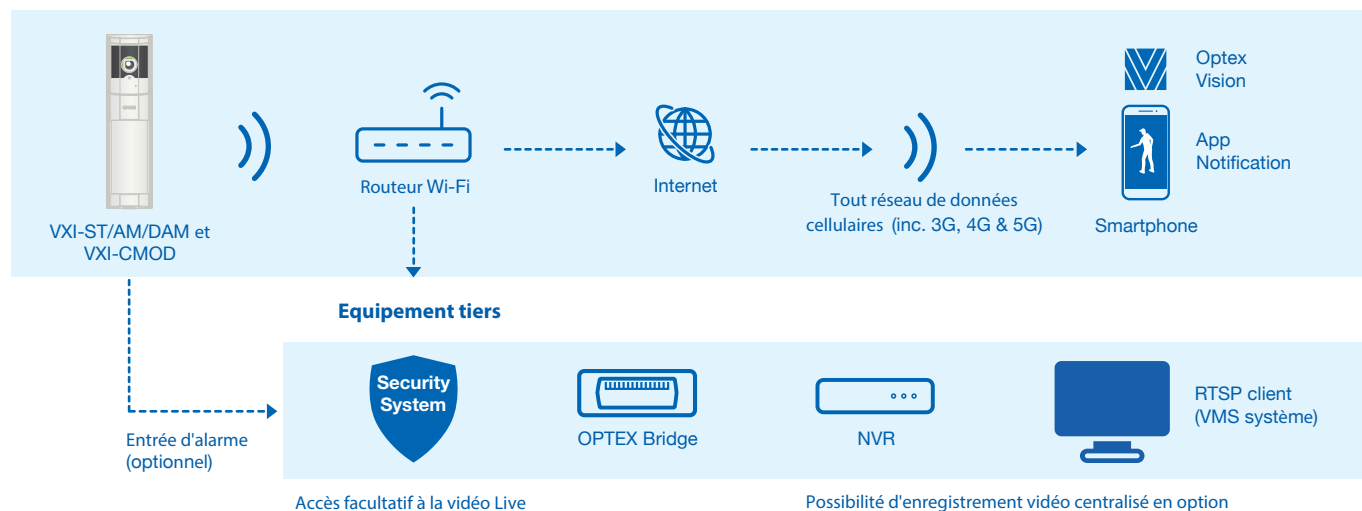 Optex
Vision
App
Notification
Routeur Wi-Fi
Internet
Tout réseau de données
cellulaires (inc. 3G, 4G & 5G)
Smartphone
VXI-ST/AM/DAM et
VXI-CMOD
Equipement tiers
Security
System
OPTEX Bridge
NVR
RTSP client
(VMS système)
Entrée d'alarme
(optionnel)
Accès facultatif à la vidéo Live
Possibilité d'enregistrement vidéo centralisé en option